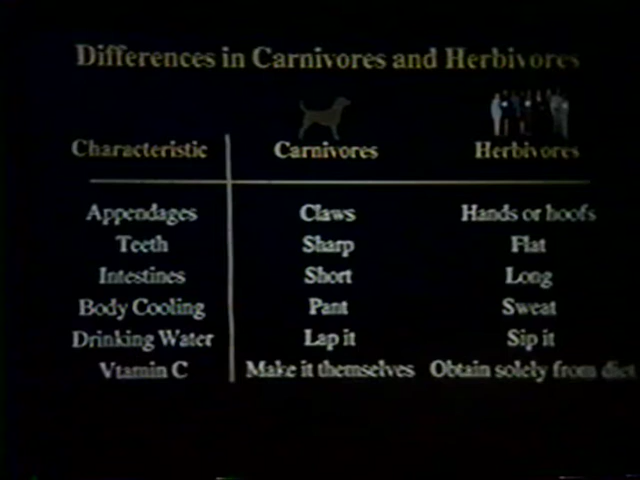 Differences in Carnivores and Herbivores
Characteristic Carnivores Herbivores
Appendages Claws Hands or hoofs
Teeth Sharp Flat
Intestines Short Long
Body Cooling Pant Sweat
Drinking Water Lap it Sip it
Vtamin C Make it themselves Obtain solely from diet